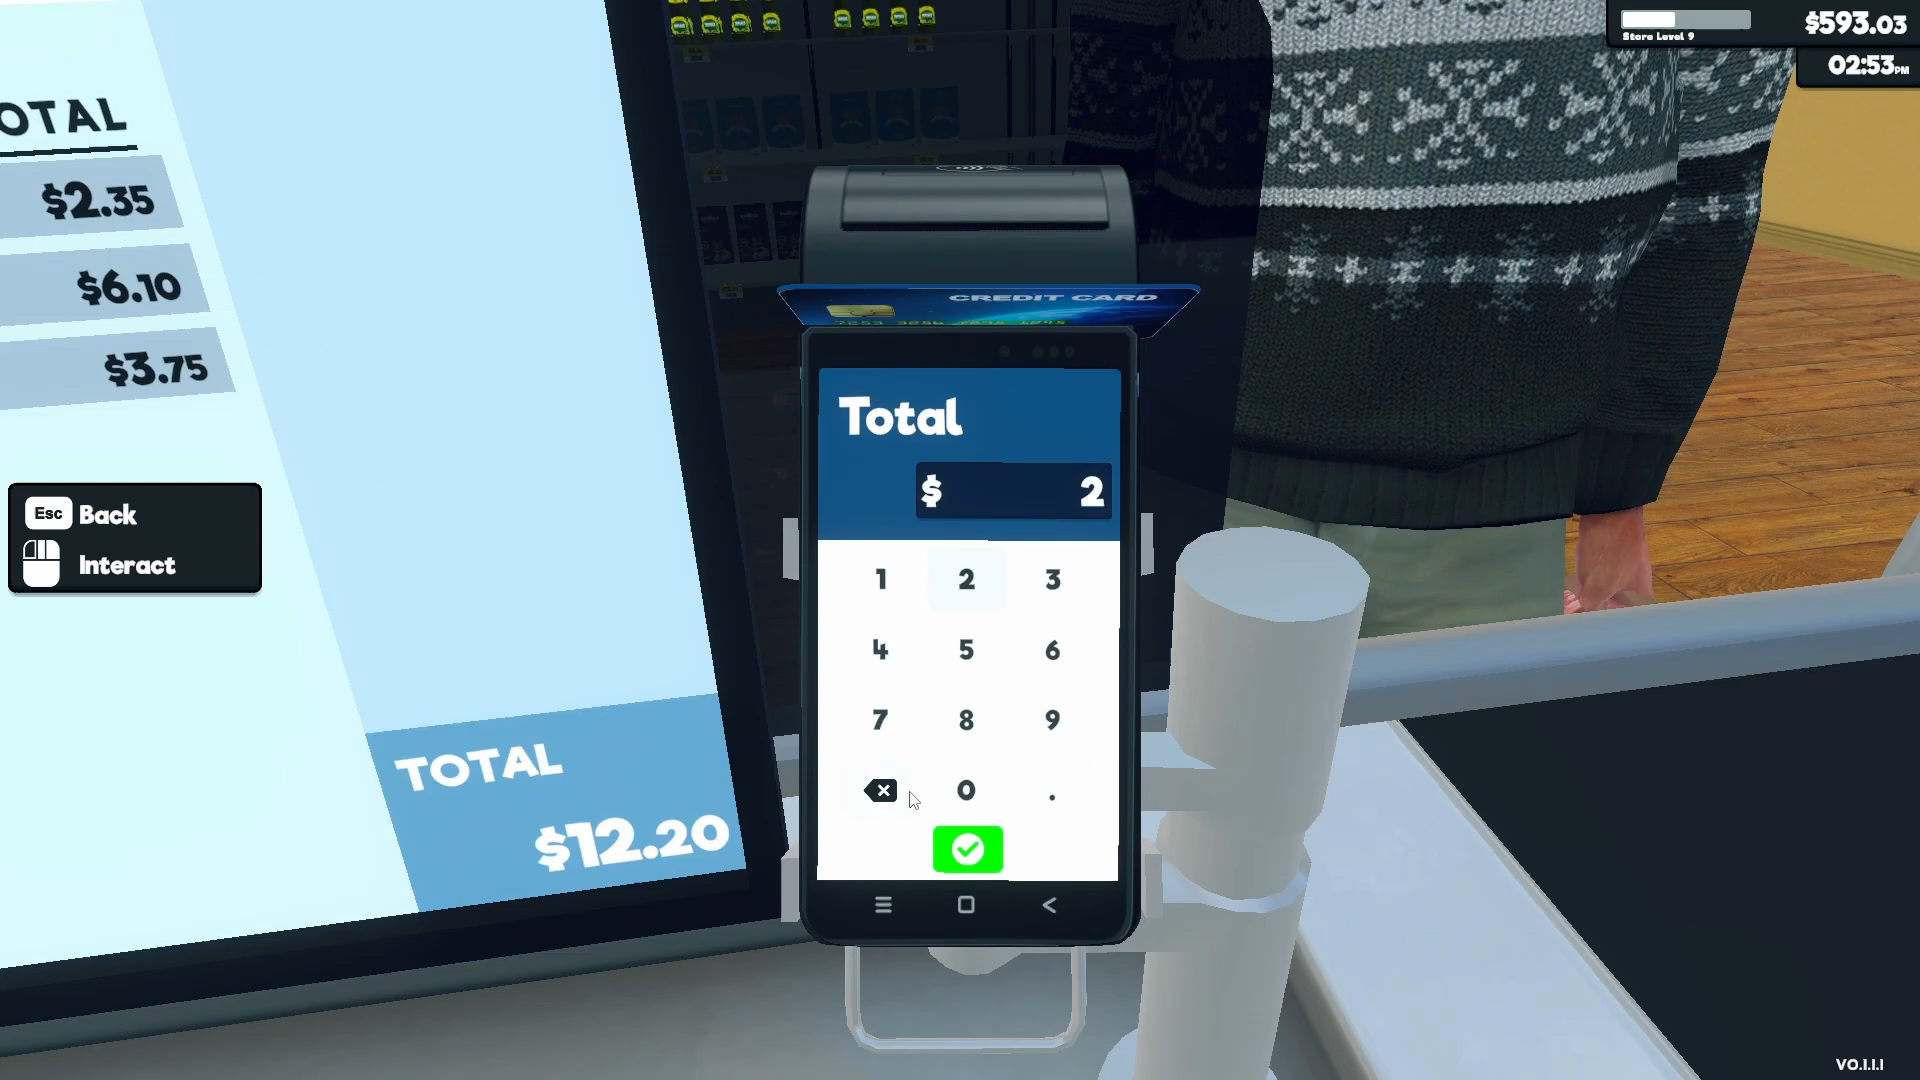 $593.03
Store Level 9
02:53PM
OTAL
$2.35
$6.10
$3.75
TOTAL
$12.20
Esc Back
Interact
CREDIT CARD
Total
$ 2
1 2 3
4 5 6
7 8 9
0 .
V0.1.1.1